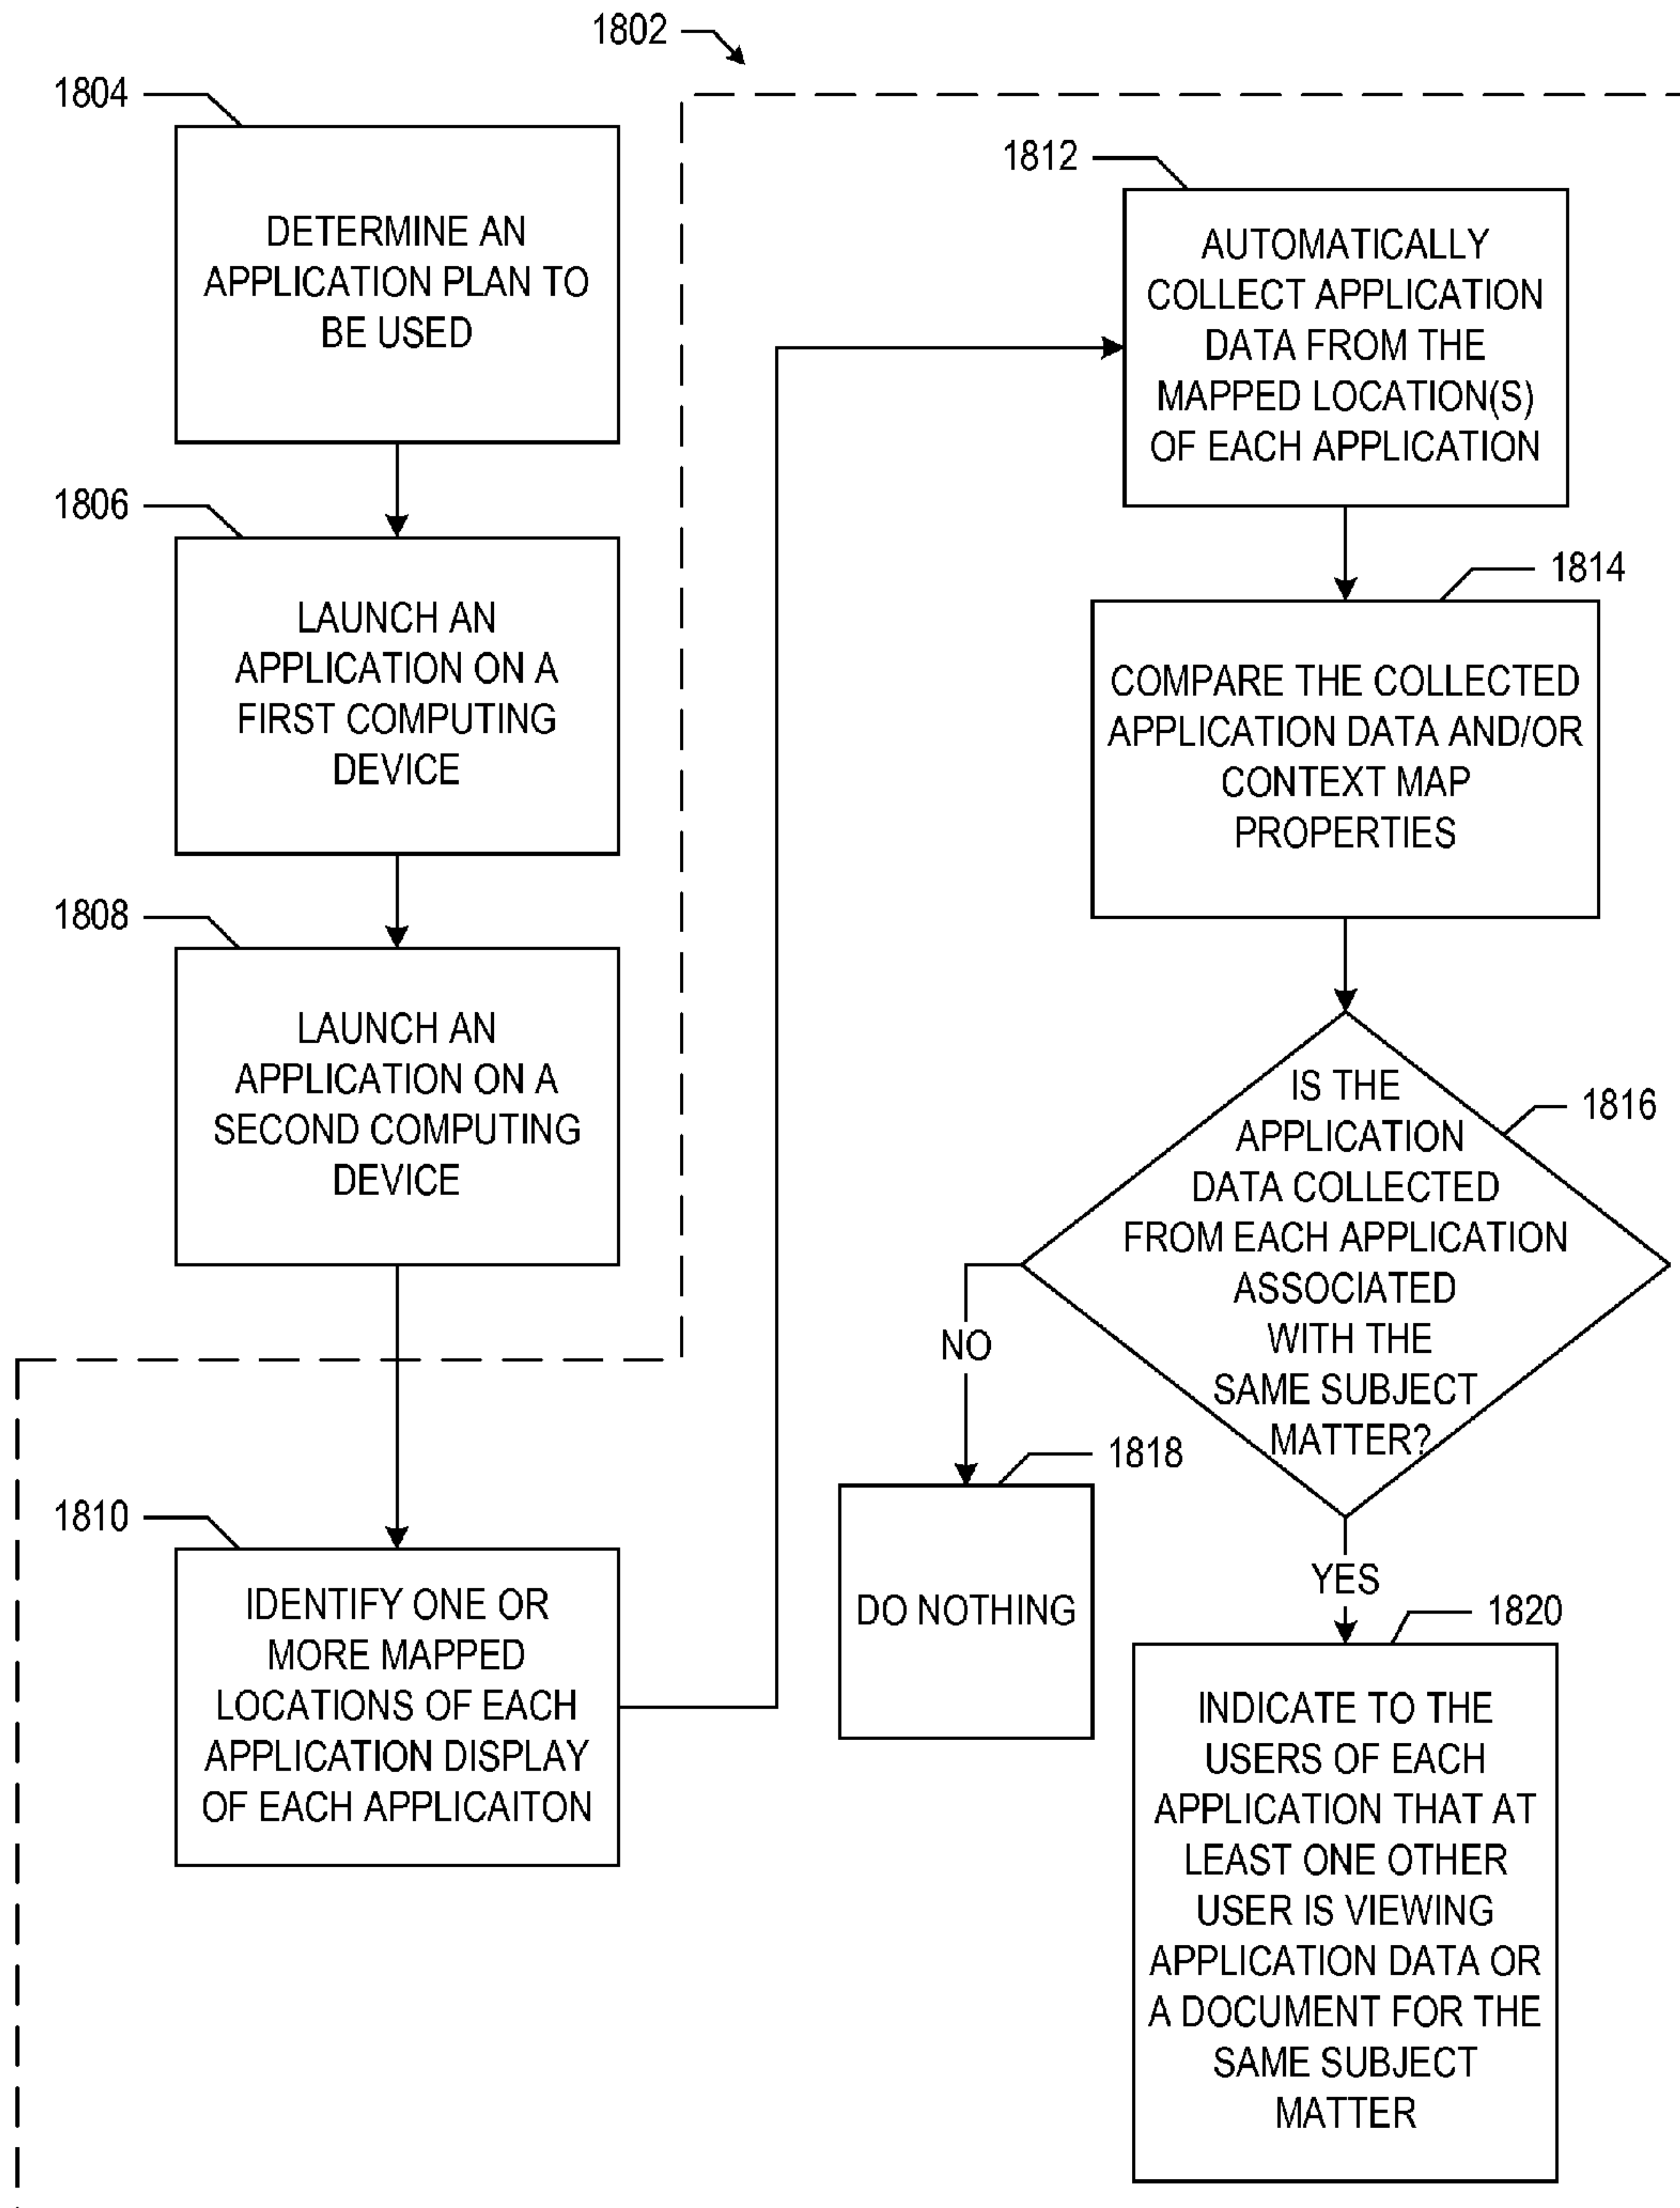 1802
1804
DETERMINE AN
APPLICATION PLAN TO
BE USED
1806
LAUNCH AN
APPLICATION ON A
FIRST COMPUTING
DEVICE
1808
LAUNCH AN
APPLICATION ON A
SECOND COMPUTING
DEVICE
1810
IDENTIFY ONE OR
MORE MAPPED
LOCATIONS OF EACH
APPLICATION DISPLAY
OF EACH APPLICAITON
1812
AUTOMATICALLY
COLLECT APPLICATION
DATA FROM THE
MAPPED LOCATION(S)
OF EACH APPLICATION
1814
COMPARE THE COLLECTED
APPLICATION DATA AND/OR
CONTEXT MAP
PROPERTIES
1816
IS THE
APPLICATION
DATA COLLECTED
FROM EACH APPLICATION
ASSOCIATED
WITH THE
SAME SUBJECT
MATTER?
NO
1818
DO NOTHING
YES
1820
INDICATE TO THE
USERS OF EACH
APPLICATION THAT AT
LEAST ONE OTHER
USER IS VIEWING
APPLICATION DATA OR
A DOCUMENT FOR THE
SAME SUBJECT
MATTER